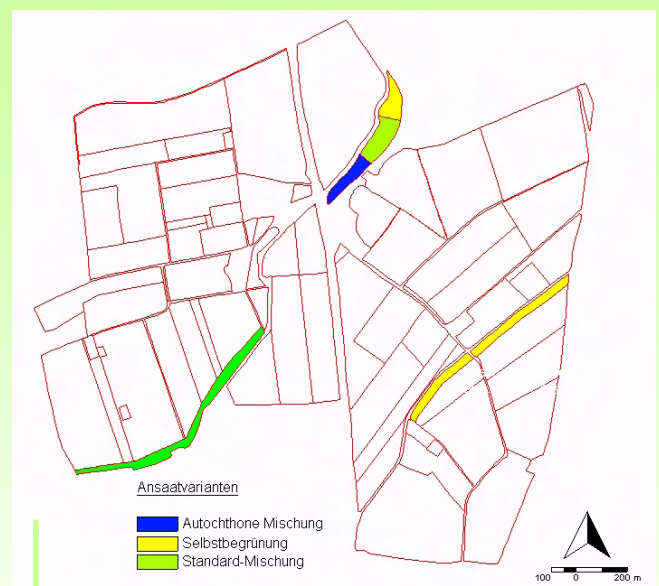 Ansaatvarianten
Autochthone Mischung
Selbstbegrünung
Standard-Mischung
100 0 200 m